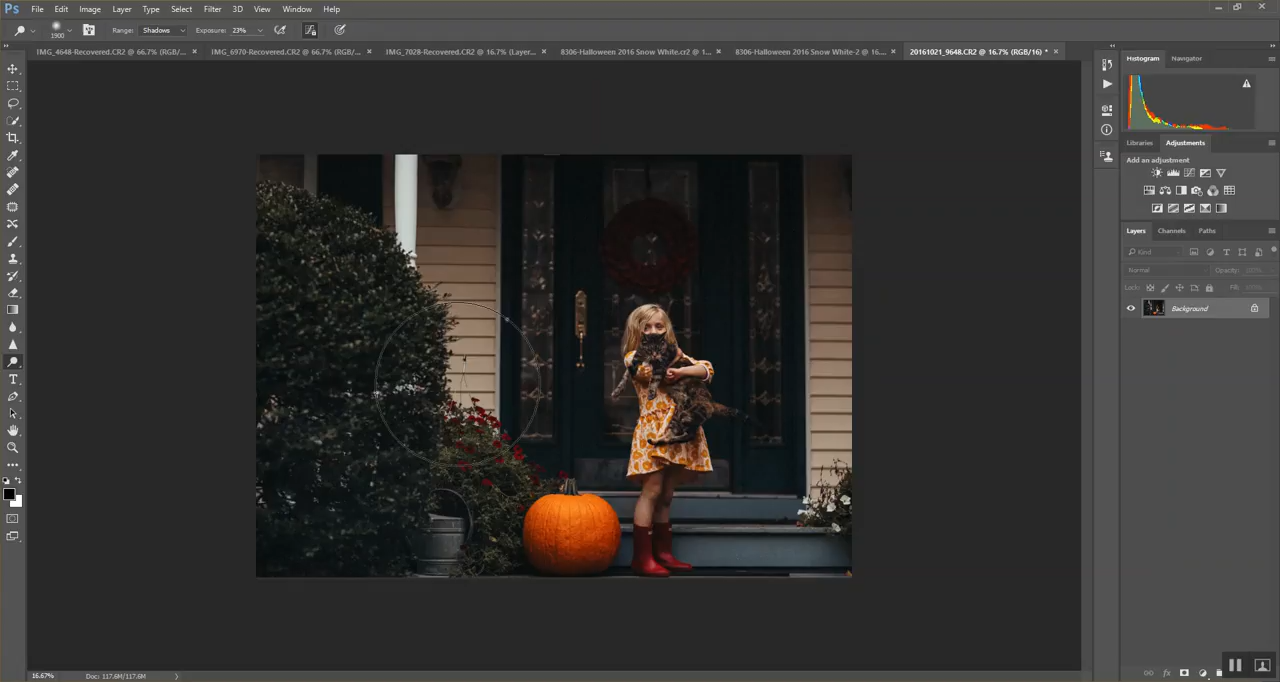 Ps File Edit Image Layer Type Select Filter 3D View Window Help
1900 Range: Shadows Exposure: 23%
IMG_4648-Recovered.CR2 @ 66.7% (RGB/... × IMG_6970-Recovered.CR2 @ 66.7% (RGB/... × IMG_7028-Recovered.CR2 @ 16.7% (Layer... × 8306-Halloween 2016 Snow White.cr2 @ 1... × 8306-Halloween 2016 Snow White-2 @ 16.... × 20161021_9648.CR2 @ 16.7% (RGB/16) * ×
Histogram Navigator
Libraries Adjustments
Add an adjustment
Layers Channels Paths
Kind
Normal Opacity: 100%
Lock: Fill: 100%
Background
fx
16.67% Doc: 117.6M/117.6M